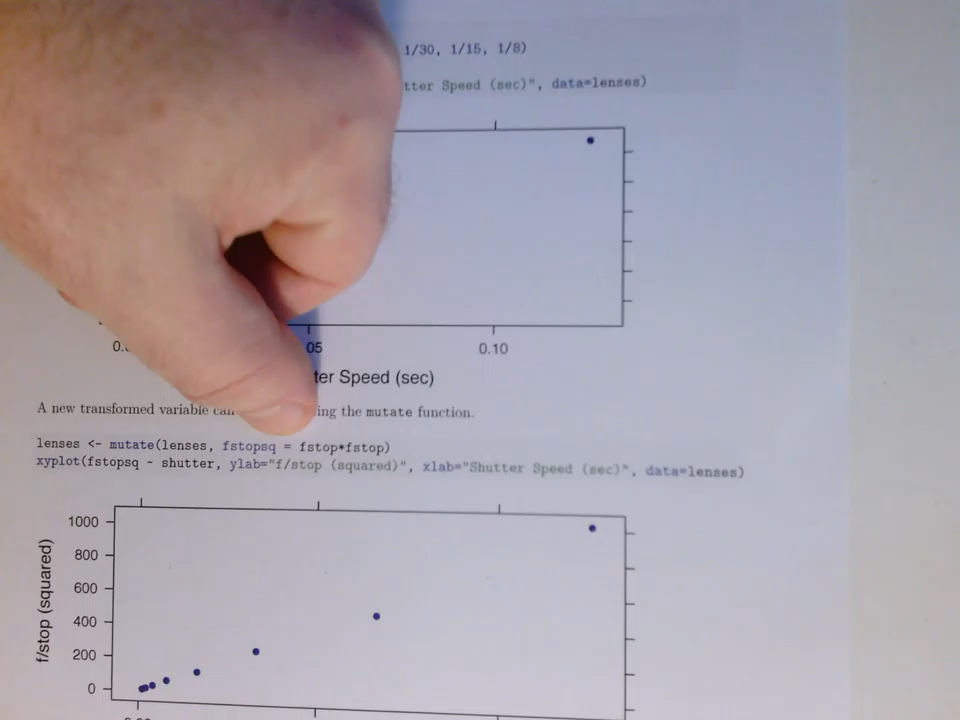 1/30, 1/15, 1/8)
tter Speed (sec)", data=lenses)
05 0.10
ter Speed (sec)
A new transformed variable can ing the mutate function.
lenses <- mutate(lenses, fstopsq = fstop*fstop)
xyplot(fstopsq ~ shutter, ylab="f/stop (squared)", xlab="Shutter Speed (sec)", data=lenses)
f/stop (squared)
1000
800
600
400
200
0